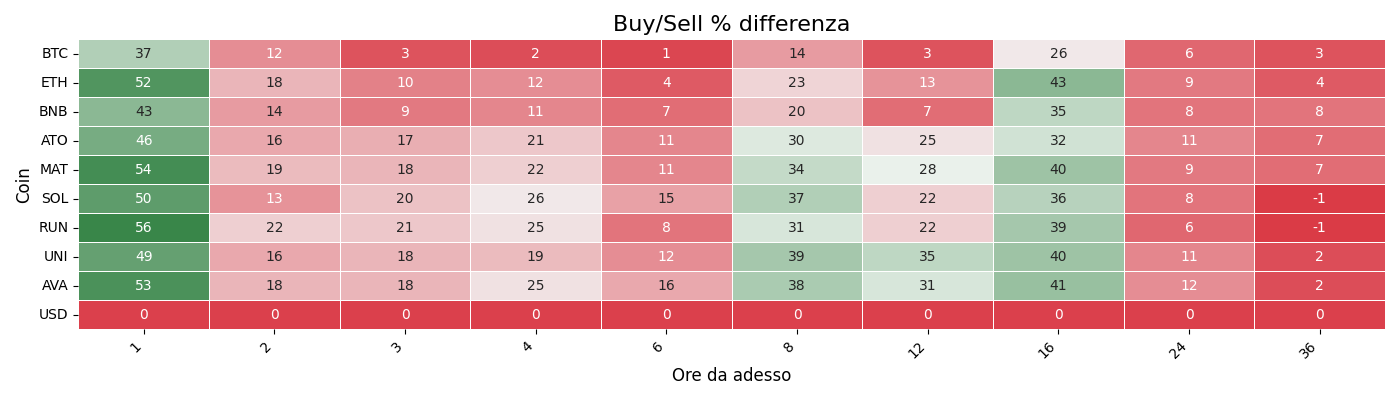 Buy/Sell % differenza
Coin
BTC 37 12 3 2 1 14 3 26 6 3
ETH 52 18 10 12 4 23 13 43 9 4
BNB 43 14 9 11 7 20 7 35 8 8
ATO 46 16 17 21 11 30 25 32 11 7
MAT 54 19 18 22 11 34 28 40 9 7
SOL 50 13 20 26 15 37 22 36 8 -1
RUN 56 22 21 25 8 31 22 39 6 -1
UNI 49 16 18 19 12 39 35 40 11 2
AVA 53 18 18 25 16 38 31 41 12 2
USD 0 0 0 0 0 0 0 0 0 0
1 2 3 4 6 8 12 16 24 36
Ore da adesso